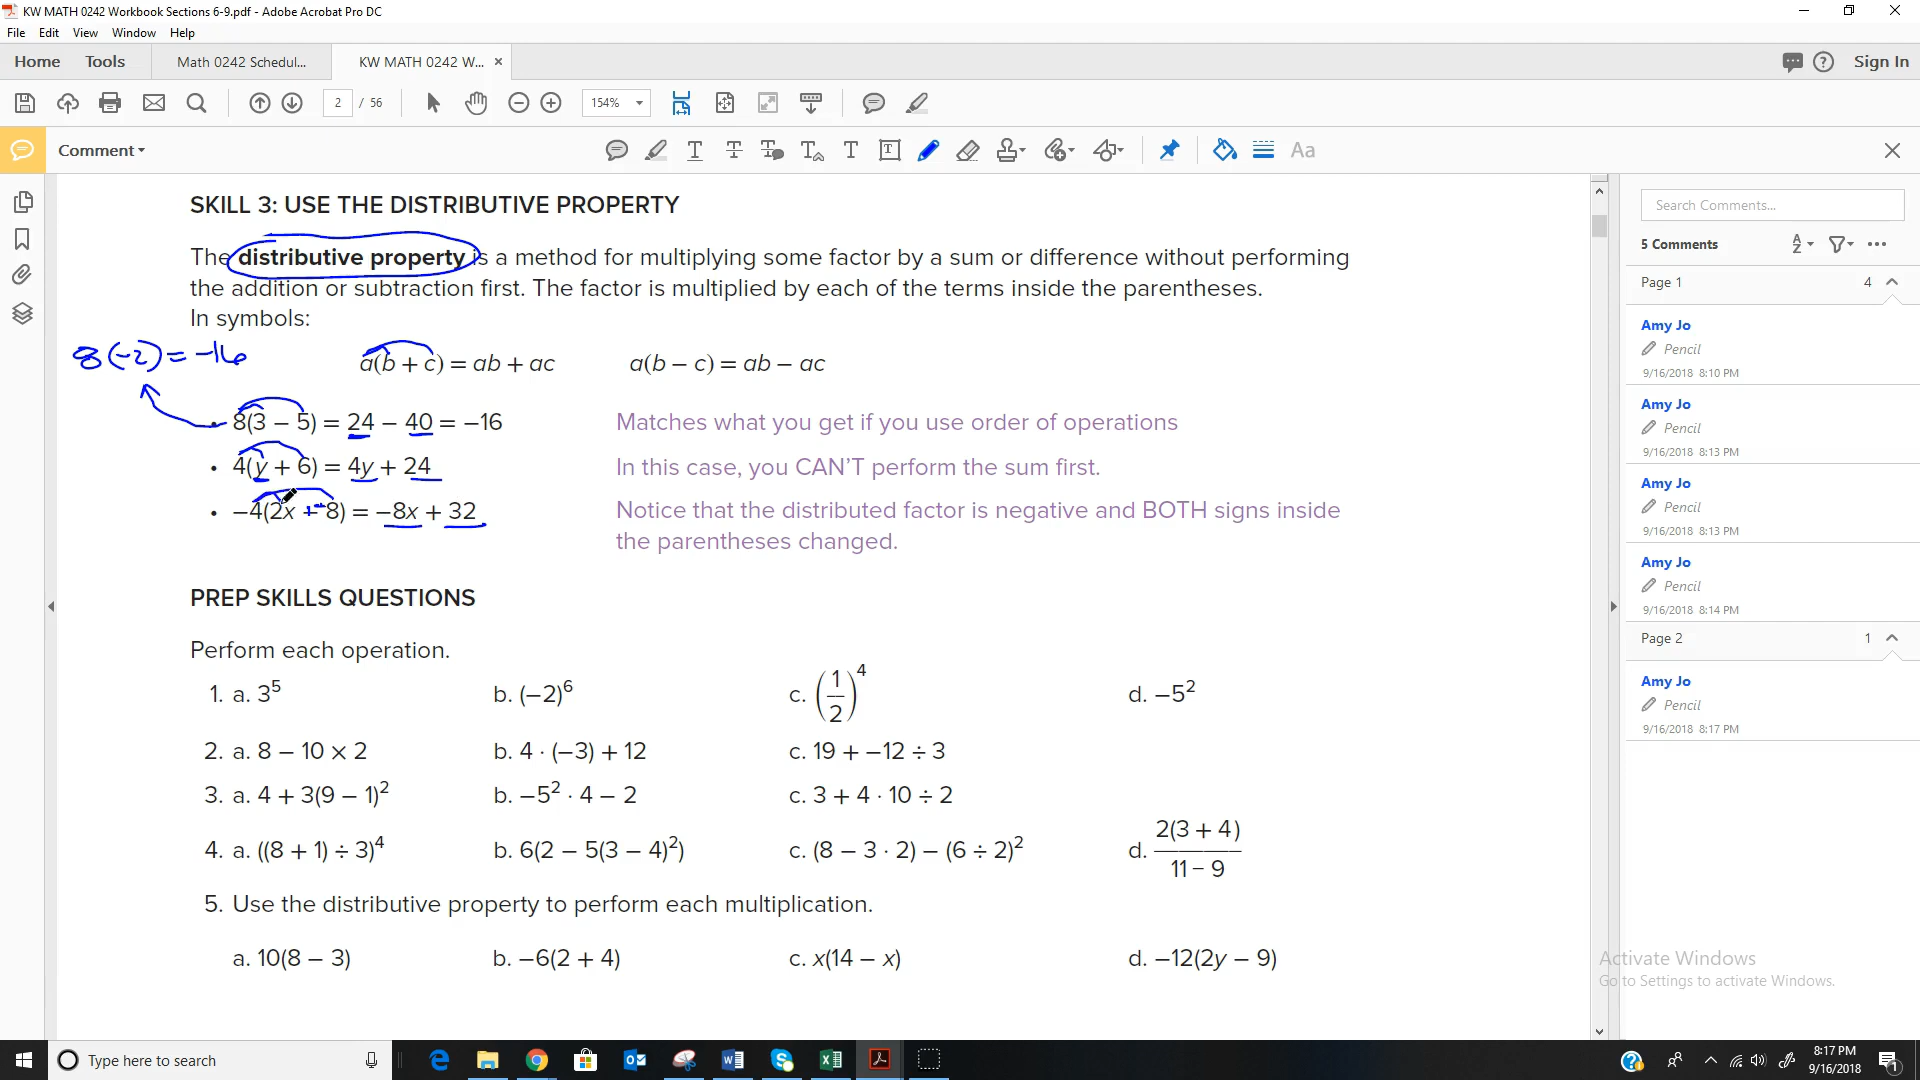 KW MATH 0242 Workbook Sections 6-9.pdf - Adobe Acrobat Pro DC
File Edit View Window Help
Home Tools Math 0242 Schedul... KW MATH 0242 W... × Sign In
2 / 56 154%
Comment
Aa
SKILL 3: USE THE DISTRIBUTIVE PROPERTY
The distributive property is a method for multiplying some factor by a sum or difference without performing
the addition or subtraction first. The factor is multiplied by each of the terms inside the parentheses.
In symbols:
8(-2) = -16
a(b + c) = ab + ac a(b − c) = ab − ac
• 8(3 − 5) = 24 − 40 = −16 Matches what you get if you use order of operations
• 4(y + 6) = 4y + 24 In this case, you CAN'T perform the sum first.
• −4(2x + -8) = −8x + 32 Notice that the distributed factor is negative and BOTH signs inside
the parentheses changed.
PREP SKILLS QUESTIONS
Perform each operation.
1. a. 3⁵ b. (−2)⁶ c. (1/2)⁴ d. −5²
2. a. 8 − 10 × 2 b. 4 · (−3) + 12 c. 19 + −12 ÷ 3
3. a. 4 + 3(9 − 1)² b. −5² · 4 − 2 c. 3 + 4 · 10 ÷ 2
4. a. ((8 + 1) ÷ 3)⁴ b. 6(2 − 5(3 − 4)²) c. (8 − 3 · 2) − (6 ÷ 2)² d. 2(3 + 4)/11 − 9
5. Use the distributive property to perform each multiplication.
a. 10(8 − 3) b. −6(2 + 4) c. x(14 − x) d. −12(2y − 9)
Search Comments...
5 Comments
Page 1 4
Amy Jo
Pencil
9/16/2018 8:10 PM
Amy Jo
Pencil
9/16/2018 8:13 PM
Amy Jo
Pencil
9/16/2018 8:13 PM
Amy Jo
Pencil
9/16/2018 8:14 PM
Page 2 1
Amy Jo
Pencil
9/16/2018 8:17 PM
Activate Windows
Go to Settings to activate Windows.
Type here to search
8:17 PM
9/16/2018